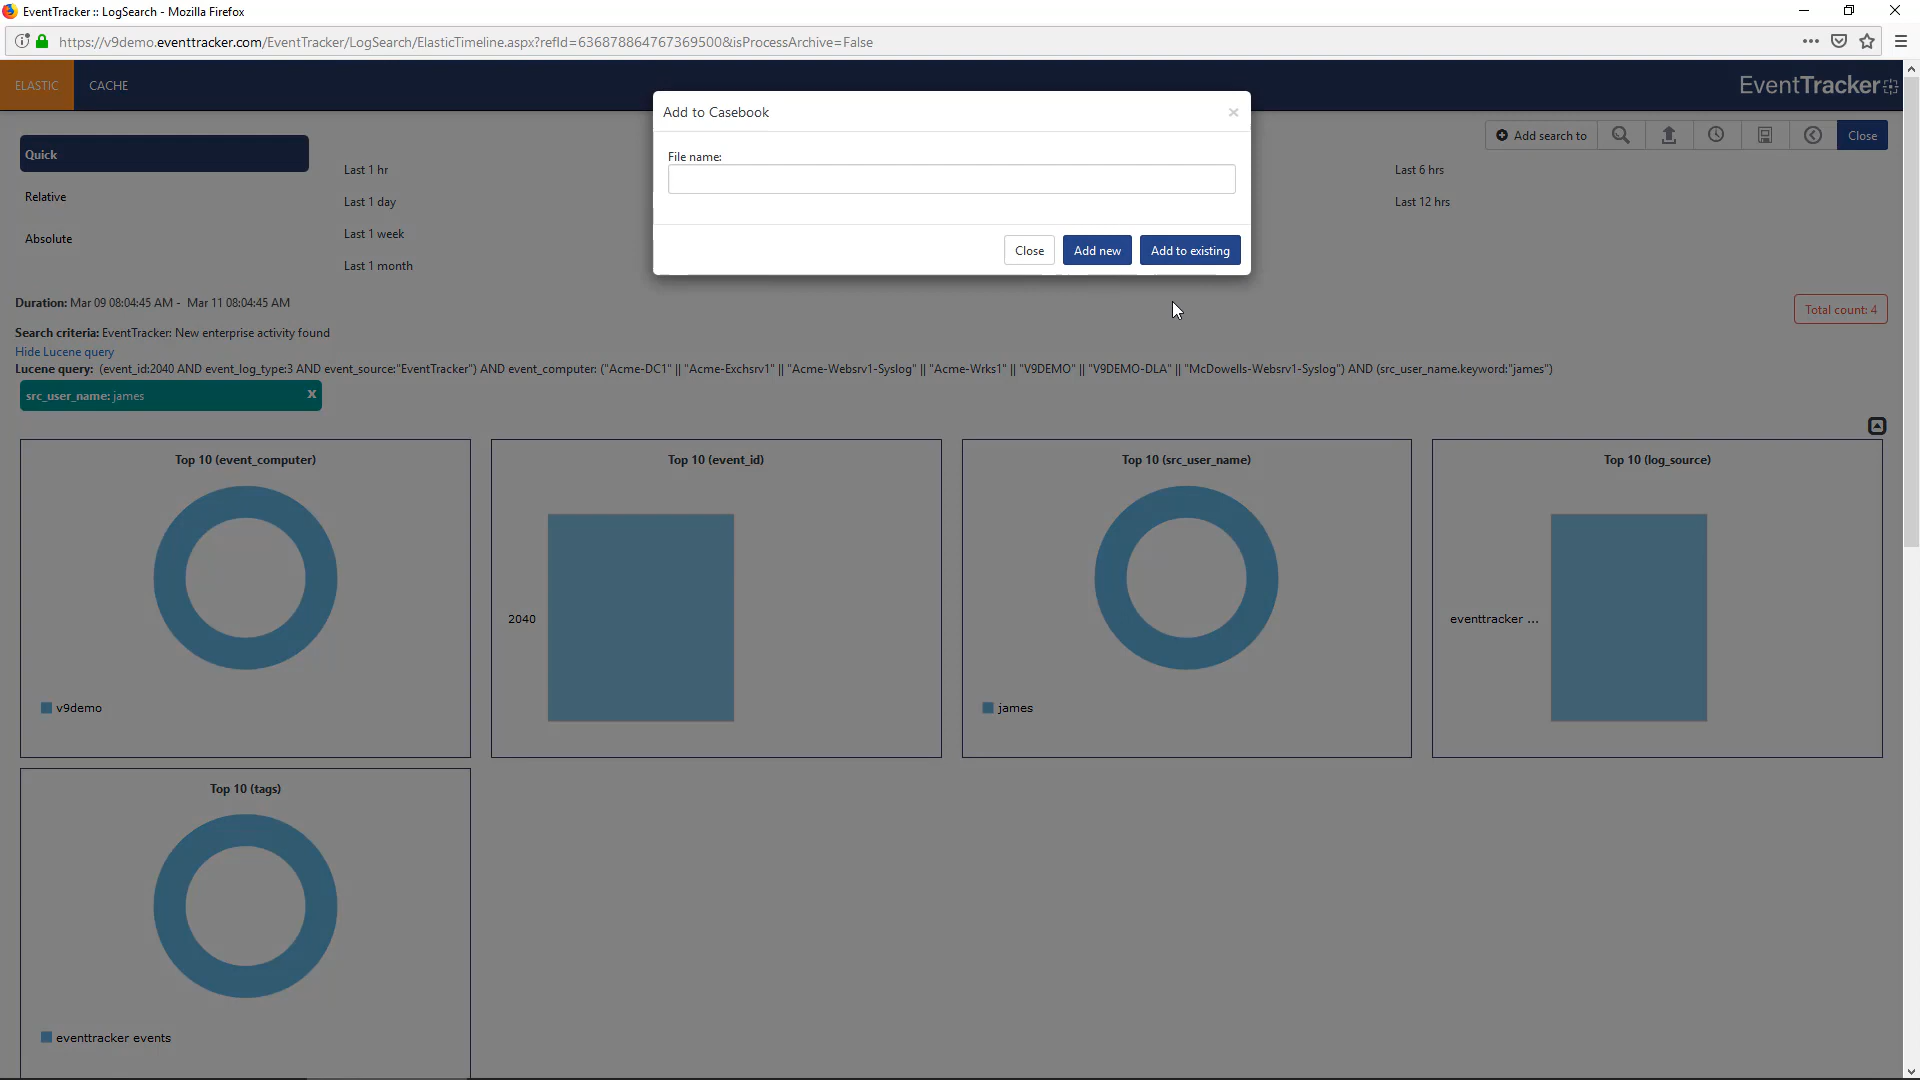 EventTracker :: LogSearch - Mozilla Firefox
https://v9demo.eventtracker.com/EventTracker/LogSearch/ElasticTimeline.aspx?refId=636878864767369500&isProcessArchive=False
ELASTIC CACHE EventTracker
Add to Casebook ×
File name:
Close Add new Add to existing
Add search to Close
Quick
Relative
Absolute
Last 1 hr Last 6 hrs
Last 1 day Last 12 hrs
Last 1 week
Last 1 month
Duration: Mar 09 08:04:45 AM - Mar 11 08:04:45 AM
Total count: 4
Search criteria: EventTracker: New enterprise activity found
Hide Lucene query
Lucene query: (event_id:2040 AND event_log_type:3 AND event_source:"EventTracker") AND event_computer: ("Acme-DC1" || "Acme-Exchsrv1" || "Acme-Websrv1-Syslog" || "Acme-Wrks1" || "V9DEMO" || "V9DEMO-DLA" || "McDowells-Websrv1-Syslog") AND (src_user_name.keyword:"james")
src_user_name: james x
Top 10 (event_computer)
v9demo
Top 10 (event_id)
2040
Top 10 (src_user_name)
james
Top 10 (log_source)
eventtracker ...
Top 10 (tags)
eventtracker events